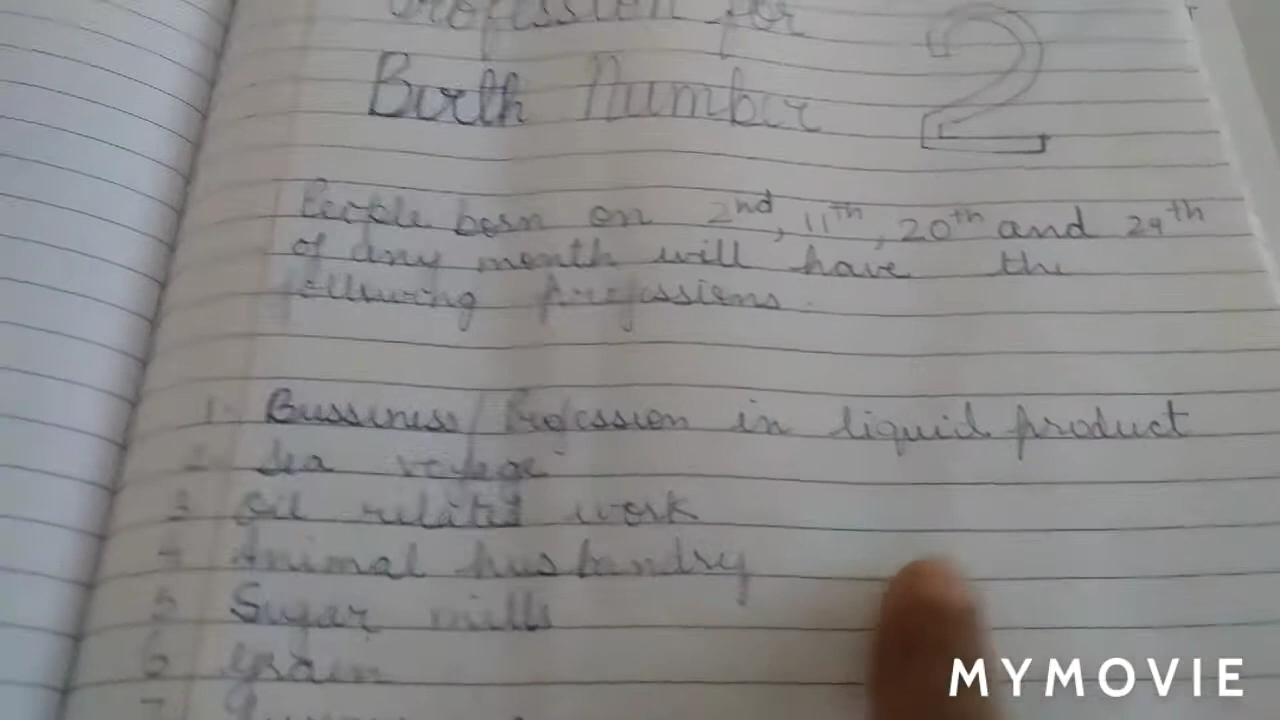 Profession for
Birth Number 2
People born on 2nd, 11th, 20th and 29th
of any month will have the
following professions.
1. Bussiness/Profession in liquid product
2. Sea
3 Oil related work
4 Animal husbandry
5 Sugar mills
6 grain
7
MYMOVIE